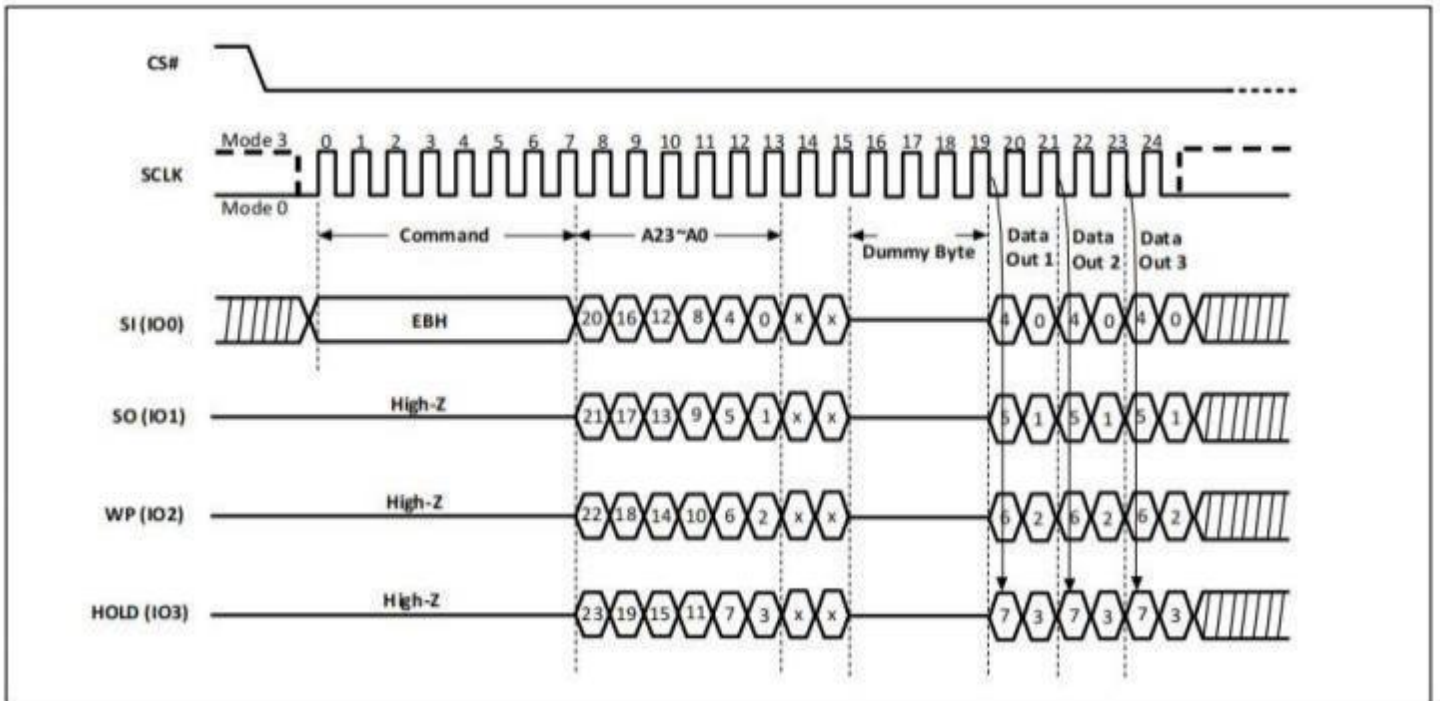 CS#
Mode 3 0 1 2 3 4 5 6 7 8 9 10 11 12 13 14 15 16 17 18 19 20 21 22 23 24
SCLK
Mode 0
Command A23~A0 Dummy Byte Data Out 1 Data Out 2 Data Out 3
SI (IO0) EBH 20 16 12 8 4 0 x x 4 0 4 0 4 0
SO (IO1) High-Z 21 17 13 9 5 1 x x 5 1 5 1 5 1
WP (IO2) High-Z 22 18 14 10 6 2 x x 6 2 6 2 6 2
HOLD (IO3) High-Z 23 19 15 11 7 3 x x 7 3 7 3 7 3